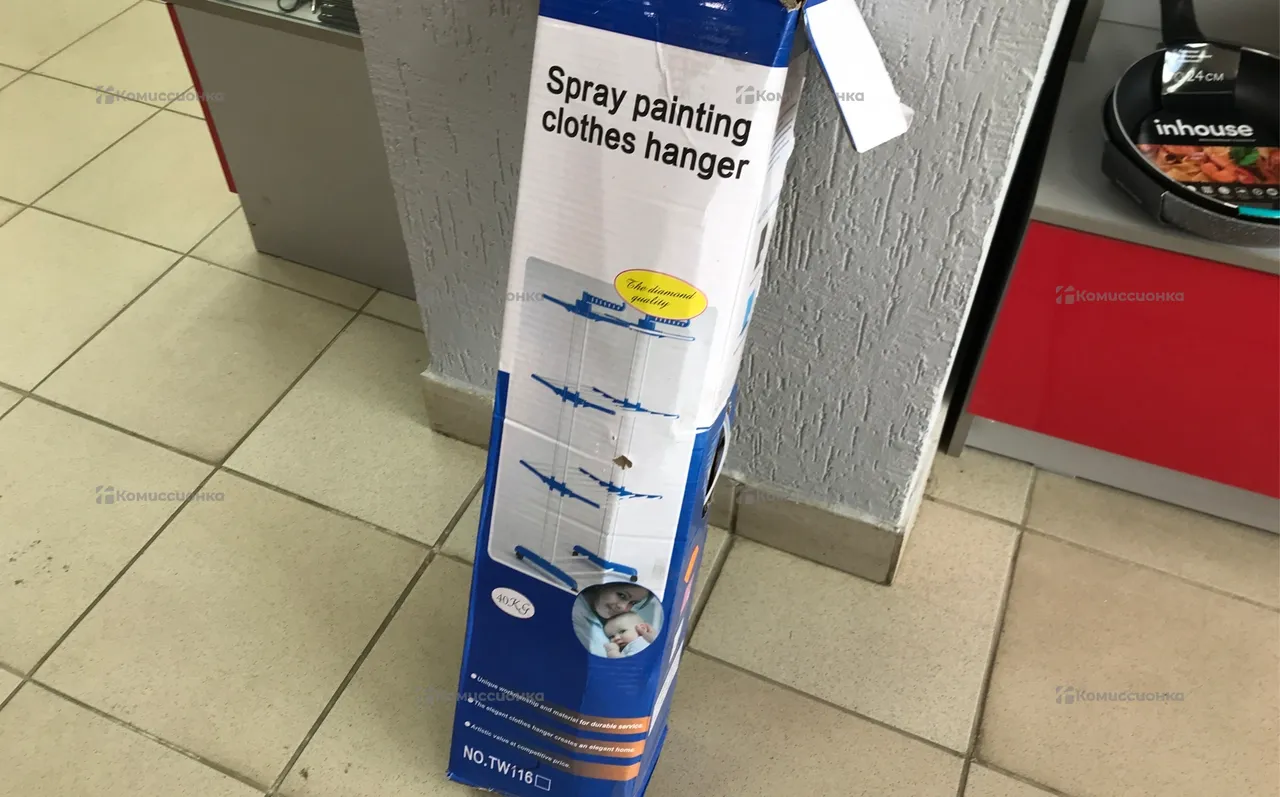 Spray painting
clothes hanger
The diamond
quality
40KG
Unique workmanship and material for durable service.
The elegant clothes hanger creates an elegant home.
Artistic value at competitive price.
NO.TW116
24 СМ
inhouse
Комиссионка
Комиссионка
Комиссионка
Комиссионка
Комиссионка
Комиссионка
Комиссионка